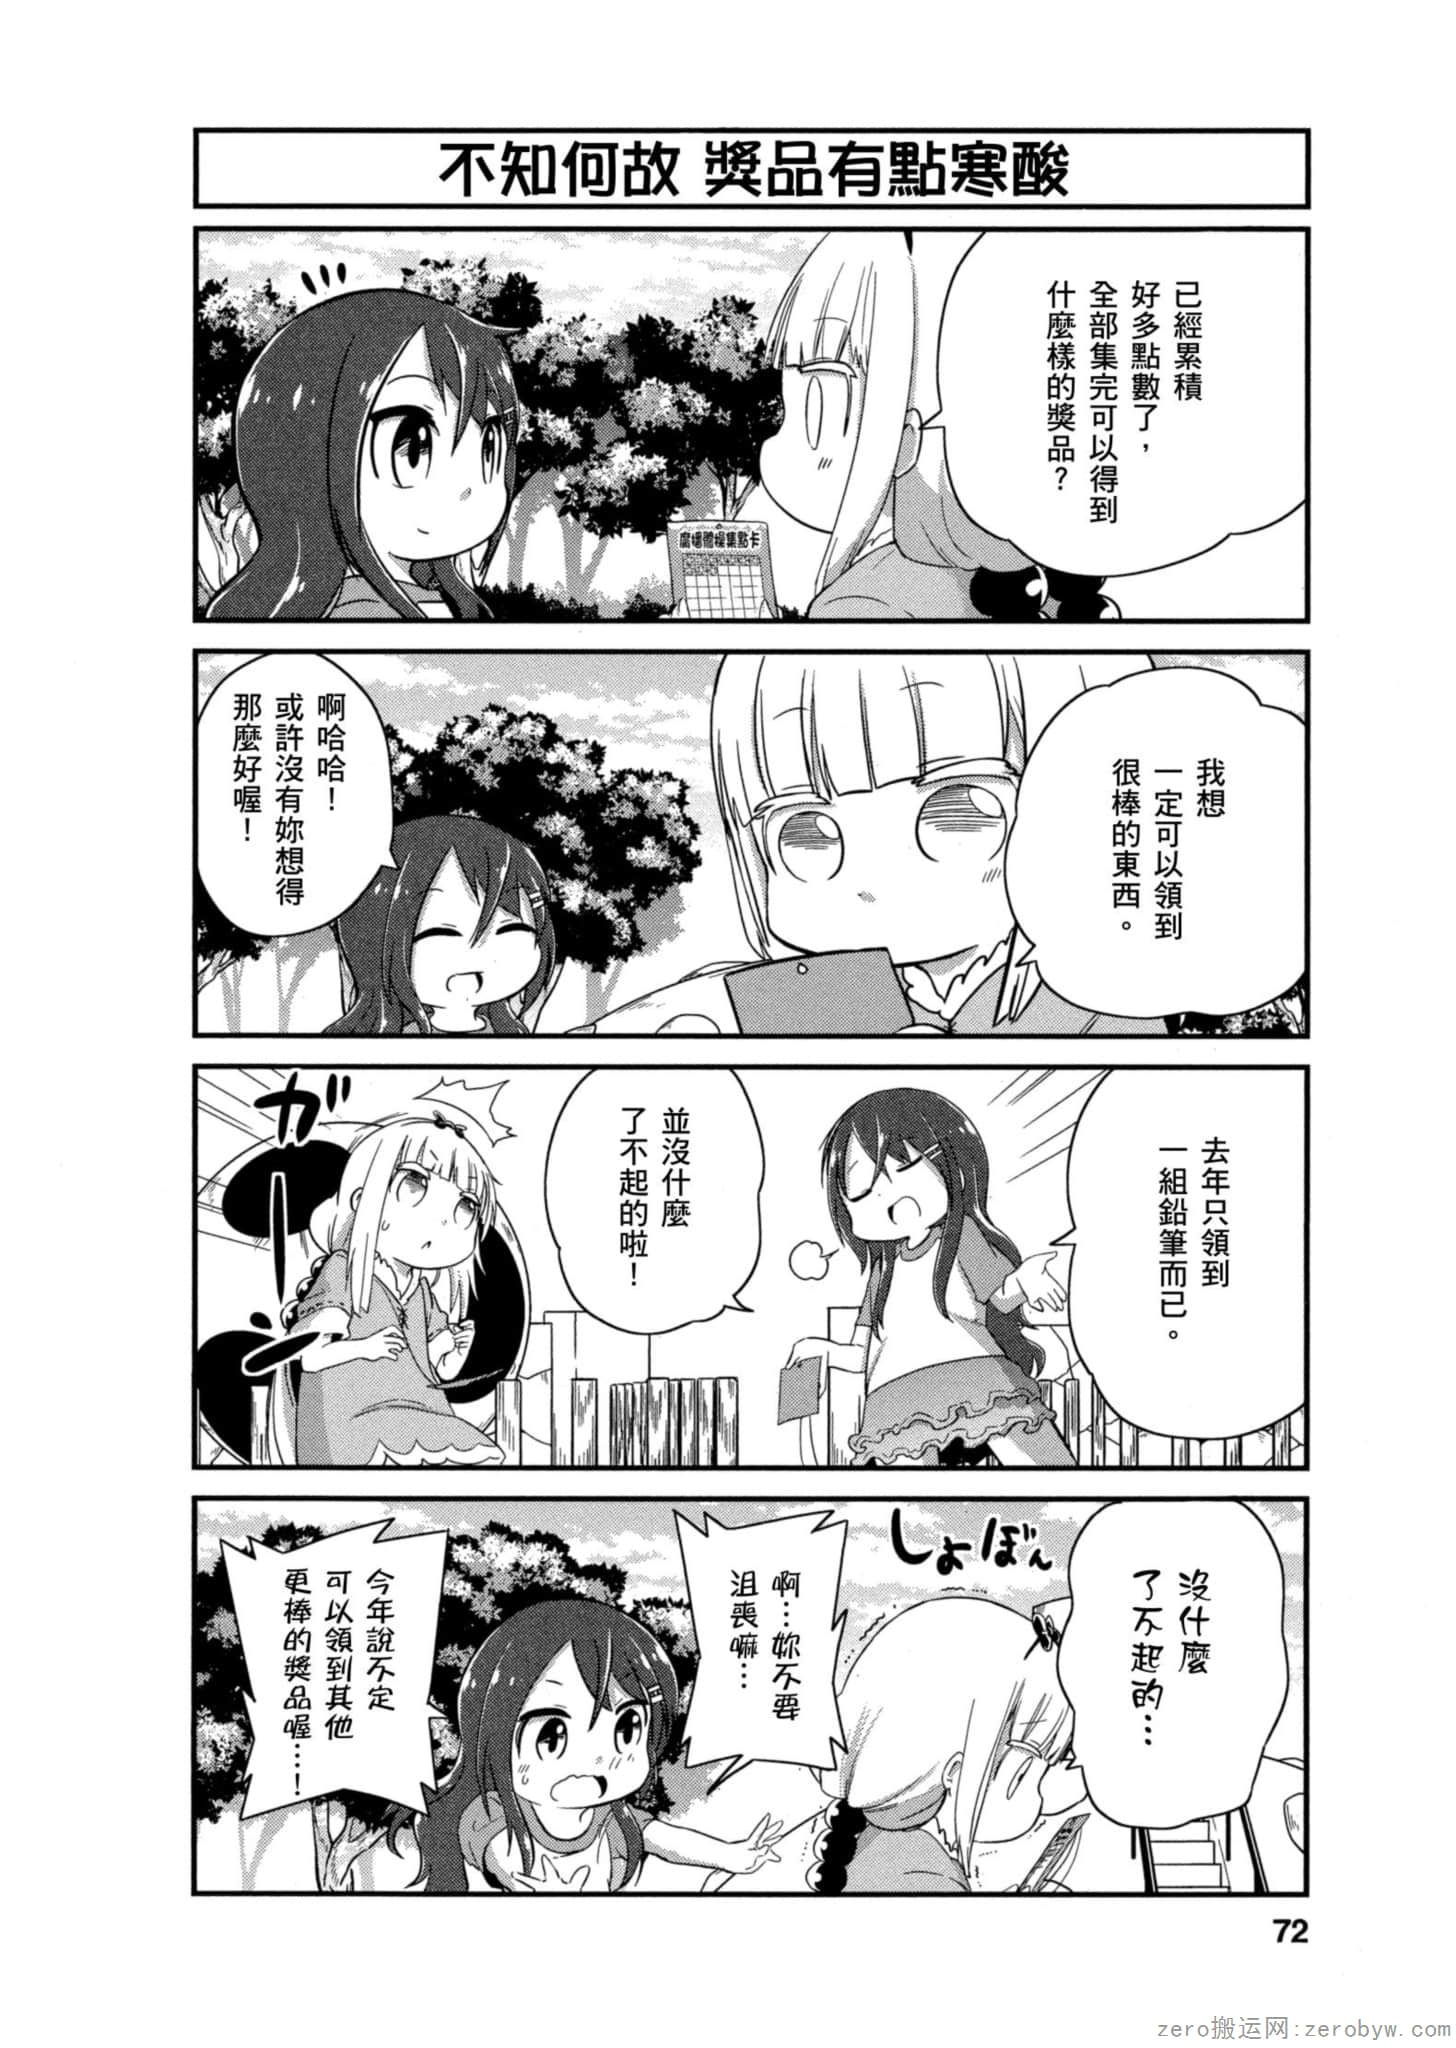 不知何故 獎品有點寒酸
已經累積
好多點數了，
全部集完可以得到
什麼樣的獎品？
廣播體操集點卡
我想
一定可以領到
很棒的東西。
啊哈哈！
或許沒有妳想得
那麼好喔！
去年只領到
一組鉛筆而已。
並沒什麼
了不起的啦！
ガーン
沒什麼
了不起的…
しょぼん
啊…妳不要
沮喪嘛…
今年說不定
可以領到其他
更棒的獎品喔…！
72
zero搬运网:zerobyw.com